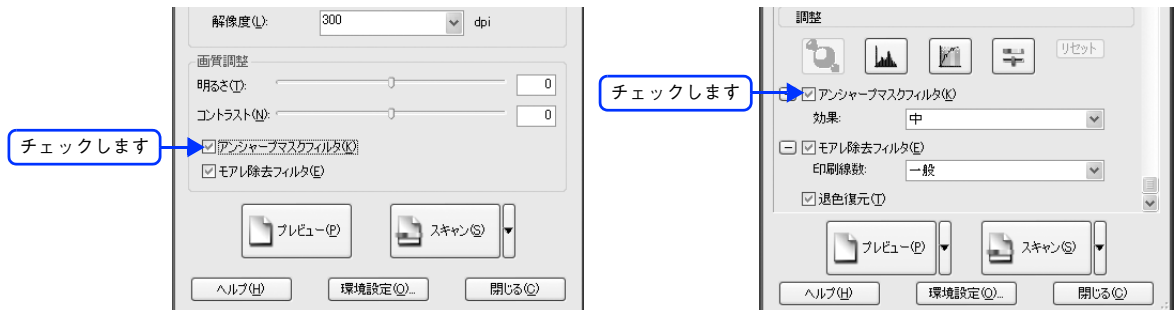 解像度(L): 300 dpi
画質調整
明るさ(T): 0
コントラスト(N): 0
チェックします
アンシャープマスクフィルタ(K)
モアレ除去フィルタ(E)
プレビュー(P) スキャン(S)
ヘルプ(H) 環境設定(O)... 閉じる(C)
調整
リセット
チェックします
アンシャープマスクフィルタ(K)
効果: 中
モアレ除去フィルタ(E)
印刷線数: 一般
退色復元(T)
プレビュー(P) スキャン(S)
ヘルプ(H) 環境設定(O)... 閉じる(C)